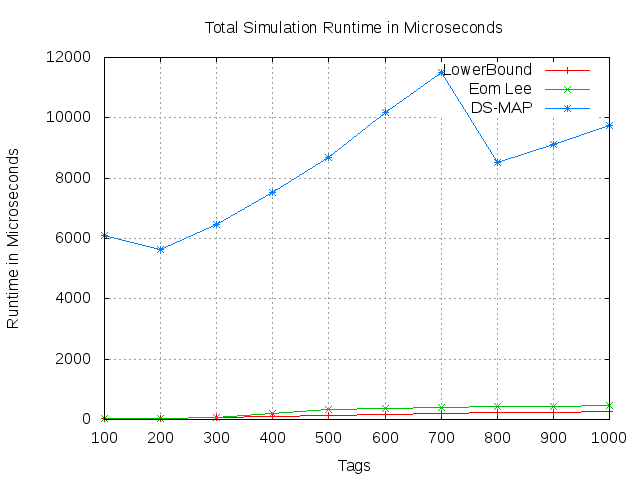 Total Simulation Runtime in Microseconds
12000
10000
8000
6000
4000
2000
0
Runtime in Microseconds
LowerBound
Eom Lee
DS-MAP
100 200 300 400 500 600 700 800 900 1000
Tags